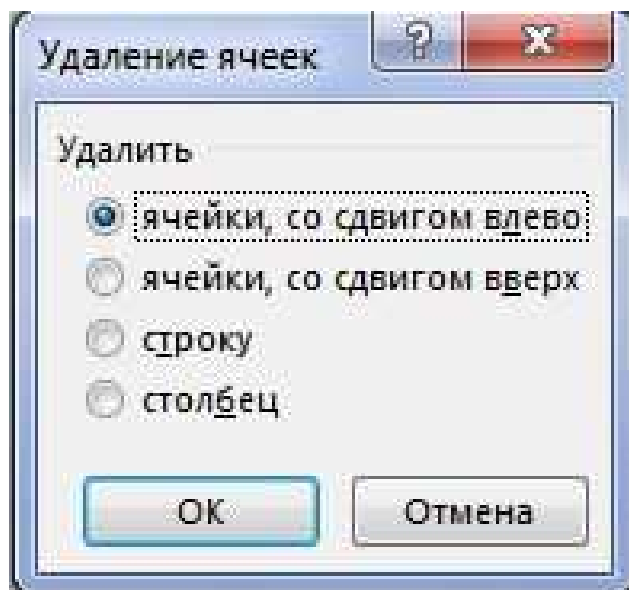 Удаление ячеек
Удалить
ячейки, со сдвигом влево
ячейки, со сдвигом вверх
строку
столбец
ОК Отмена